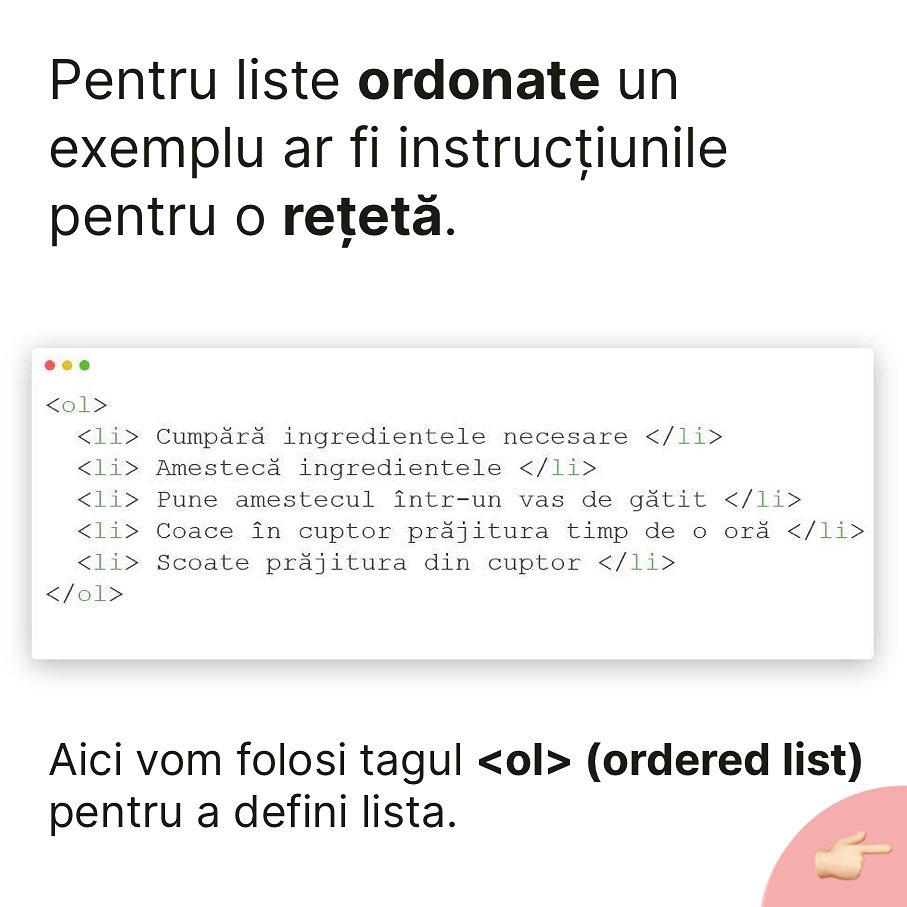 Pentru liste ordonate un
exemplu ar fi instrucțiunile
pentru o rețetă.
<ol>
  <li> Cumpără ingredientele necesare </li>
  <li> Amestecă ingredientele </li>
  <li> Pune amestecul într-un vas de gătit </li>
  <li> Coace în cuptor prăjitura timp de o oră </li>
  <li> Scoate prăjitura din cuptor </li>
</ol>
Aici vom folosi tagul <ol> (ordered list)
pentru a defini lista.